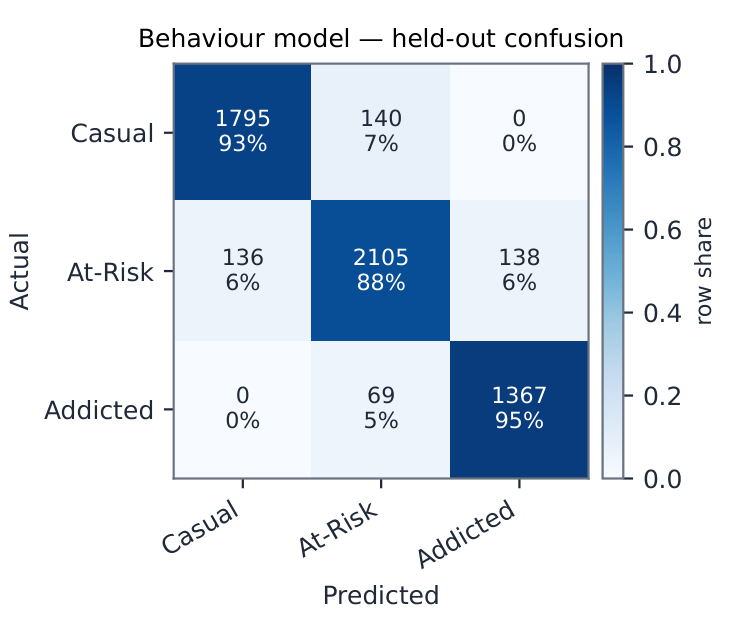 Behaviour model — held-out confusion
Actual
Casual
1795
93%
140
7%
0
0%
At-Risk
136
6%
2105
88%
138
6%
Addicted
0
0%
69
5%
1367
95%
Casual
At-Risk
Addicted
Predicted
1.0
0.8
0.6
0.4
0.2
0.0
row share